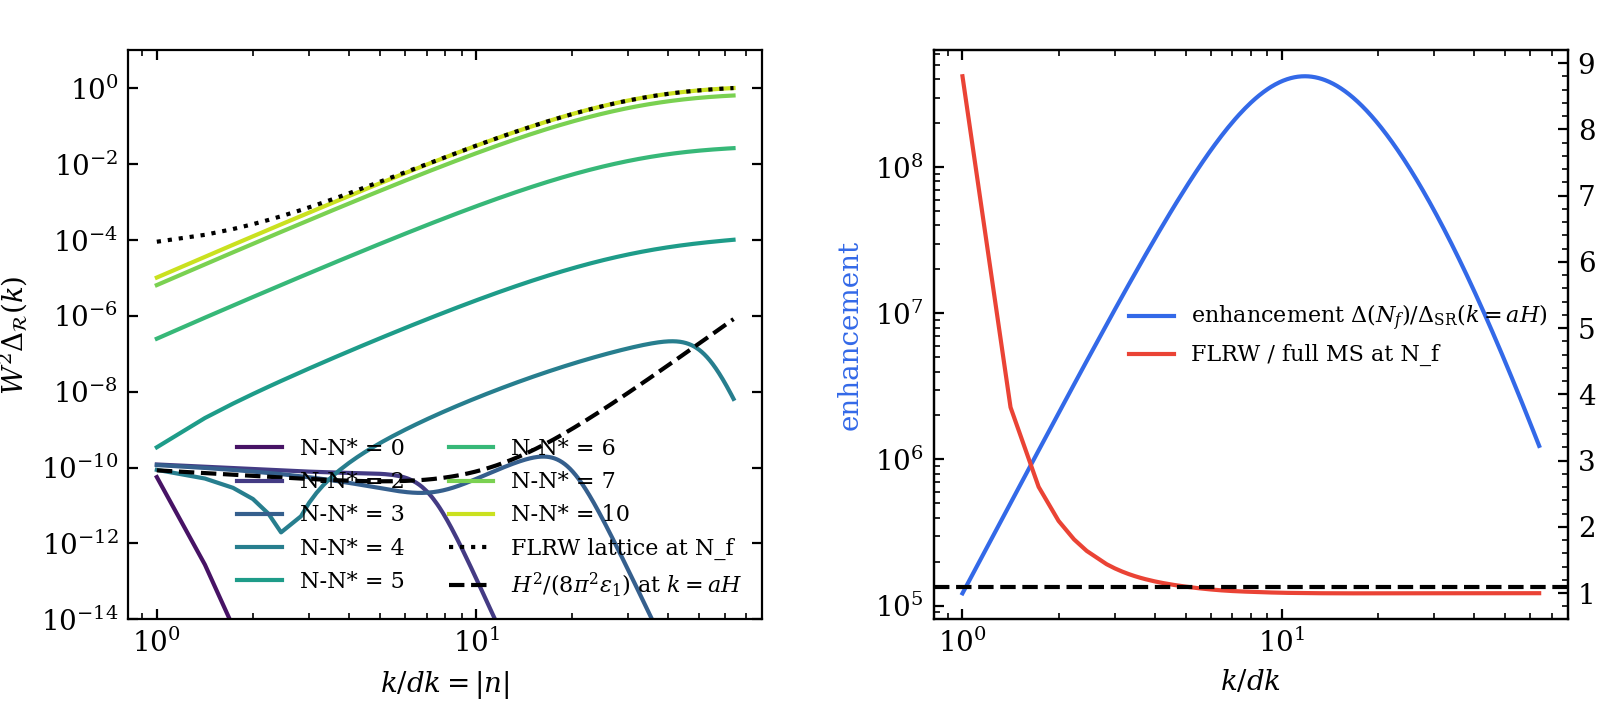 10^0
10^−2
10^−4
10^−6
10^−8
10^−10
10^−12
10^−14
W^2Δ_ℛ(k)
10^0 10^1
k/dk = |n|
N-N* = 0
N-N* = 2
N-N* = 3
N-N* = 4
N-N* = 5
N-N* = 6
N-N* = 7
N-N* = 10
FLRW lattice at N_f
H^2/(8π^2ε_1) at k = aH
10^8
10^7
10^6
10^5
enhancement
enhancement Δ(N_f)/Δ_SR(k = aH)
FLRW / full MS at N_f
9
8
7
6
5
4
3
2
1
10^0 10^1
k/dk